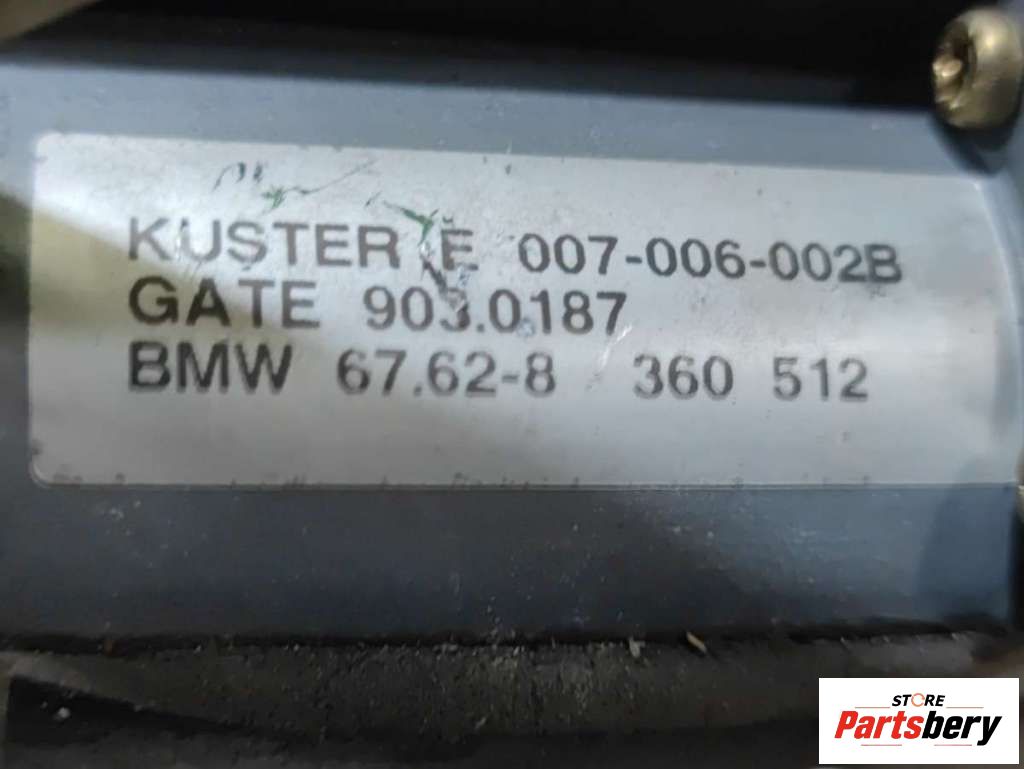 KUSTER E 007-006-002B
GATE 903.0187
BMW 67.62-8 360 512
STORE
Partsbery